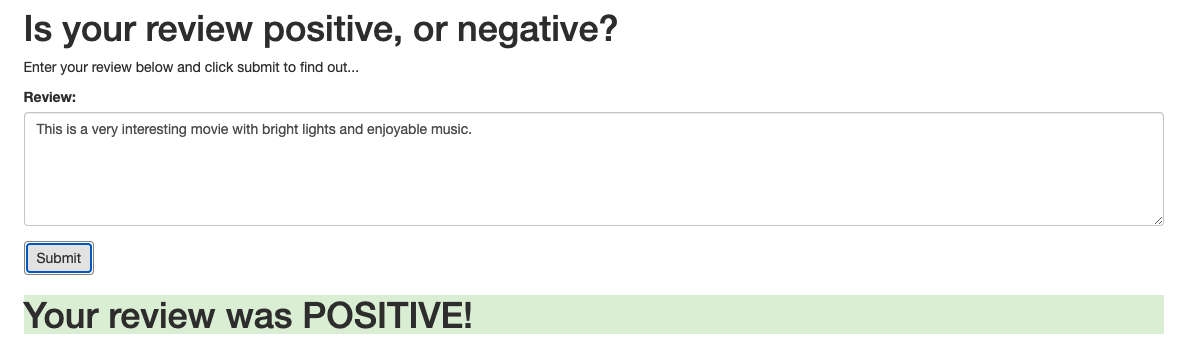 Is your review positive, or negative?
Enter your review below and click submit to find out...
Review:
This is a very interesting movie with bright lights and enjoyable music.
Submit
Your review was POSITIVE!